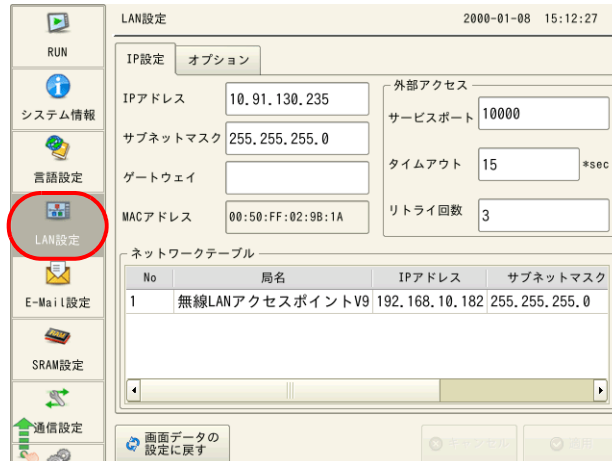 LAN設定 2000-01-08 15:12:27
RUN
システム情報
言語設定
LAN設定
E-Mail設定
SRAM設定
通信設定
IP設定 オプション
IPアドレス 10.91.130.235
サブネットマスク 255.255.255.0
ゲートウェイ
MACアドレス 00:50:FF:02:9B:1A
外部アクセス
サービスポート 10000
タイムアウト 15 *sec
リトライ回数 3
ネットワークテーブル
No 局名 IPアドレス サブネットマスク
1 無線LANアクセスポイントV9 192.168.10.182 255.255.255.0
画面データの
設定に戻す
キャンセル 適用